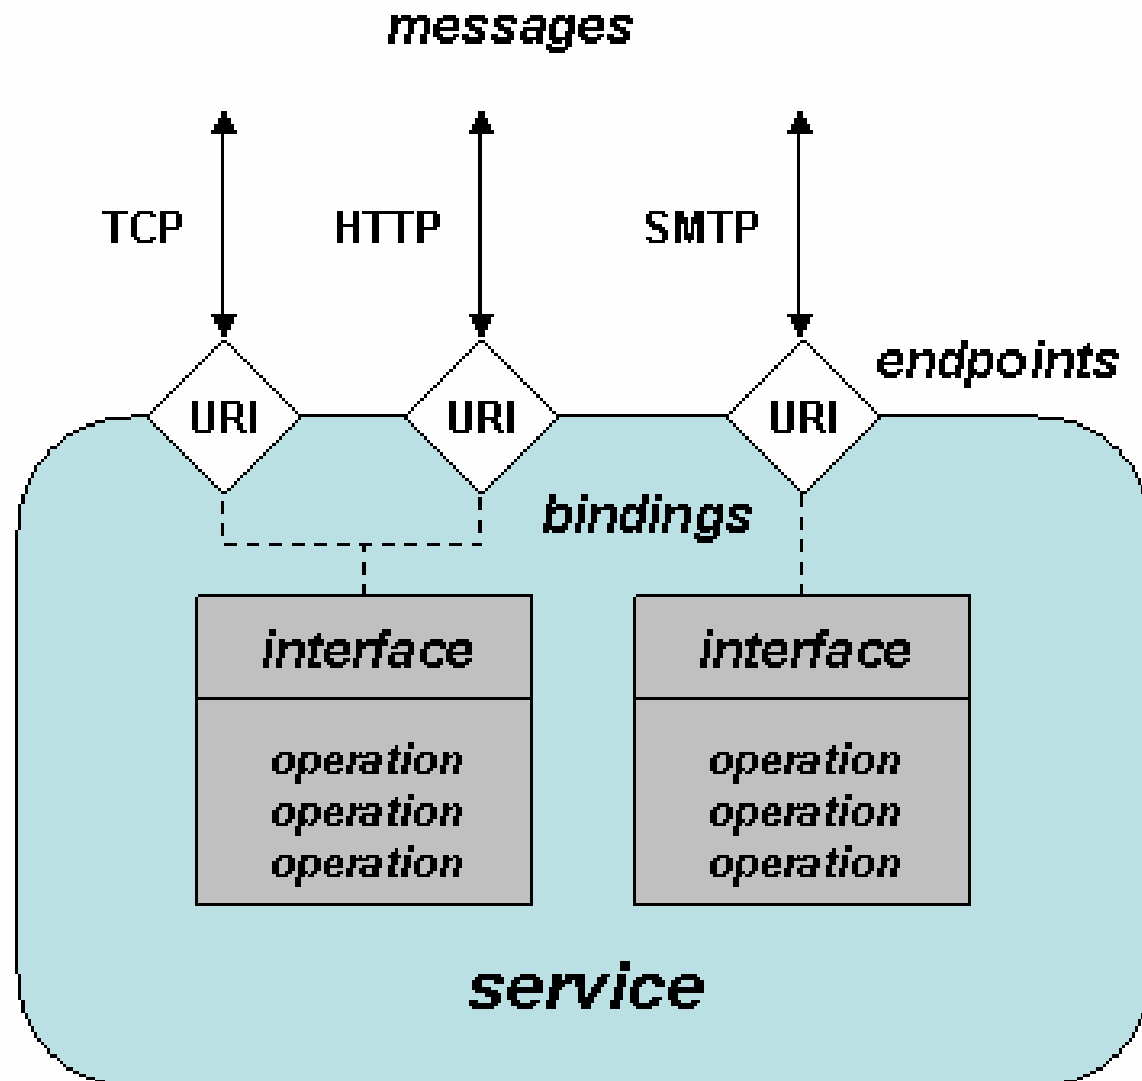 messages
TCP HTTP SMTP
endpoints
URI URI URI
bindings
interface interface
operation operation
operation operation
operation operation
service